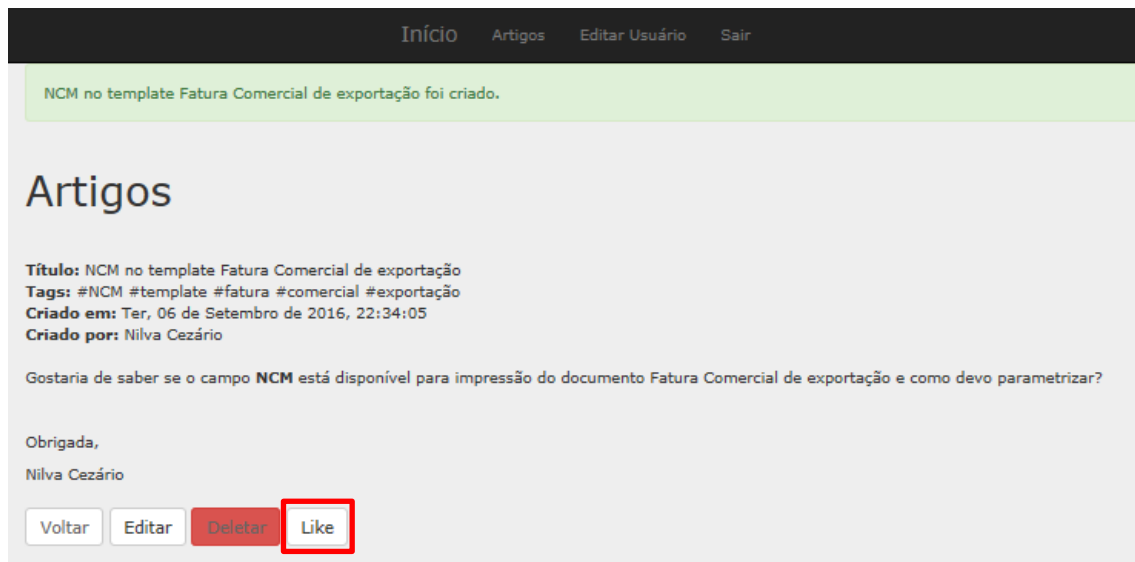 Início Artigos Editar Usuário Sair
NCM no template Fatura Comercial de exportação foi criado.
Artigos
Título: NCM no template Fatura Comercial de exportação
Tags: #NCM #template #fatura #comercial #exportação
Criado em: Ter, 06 de Setembro de 2016, 22:34:05
Criado por: Nilva Cezário
Gostaria de saber se o campo NCM está disponível para impressão do documento Fatura Comercial de exportação e como devo parametrizar?
Obrigada,
Nilva Cezário
Voltar Editar Deletar Like